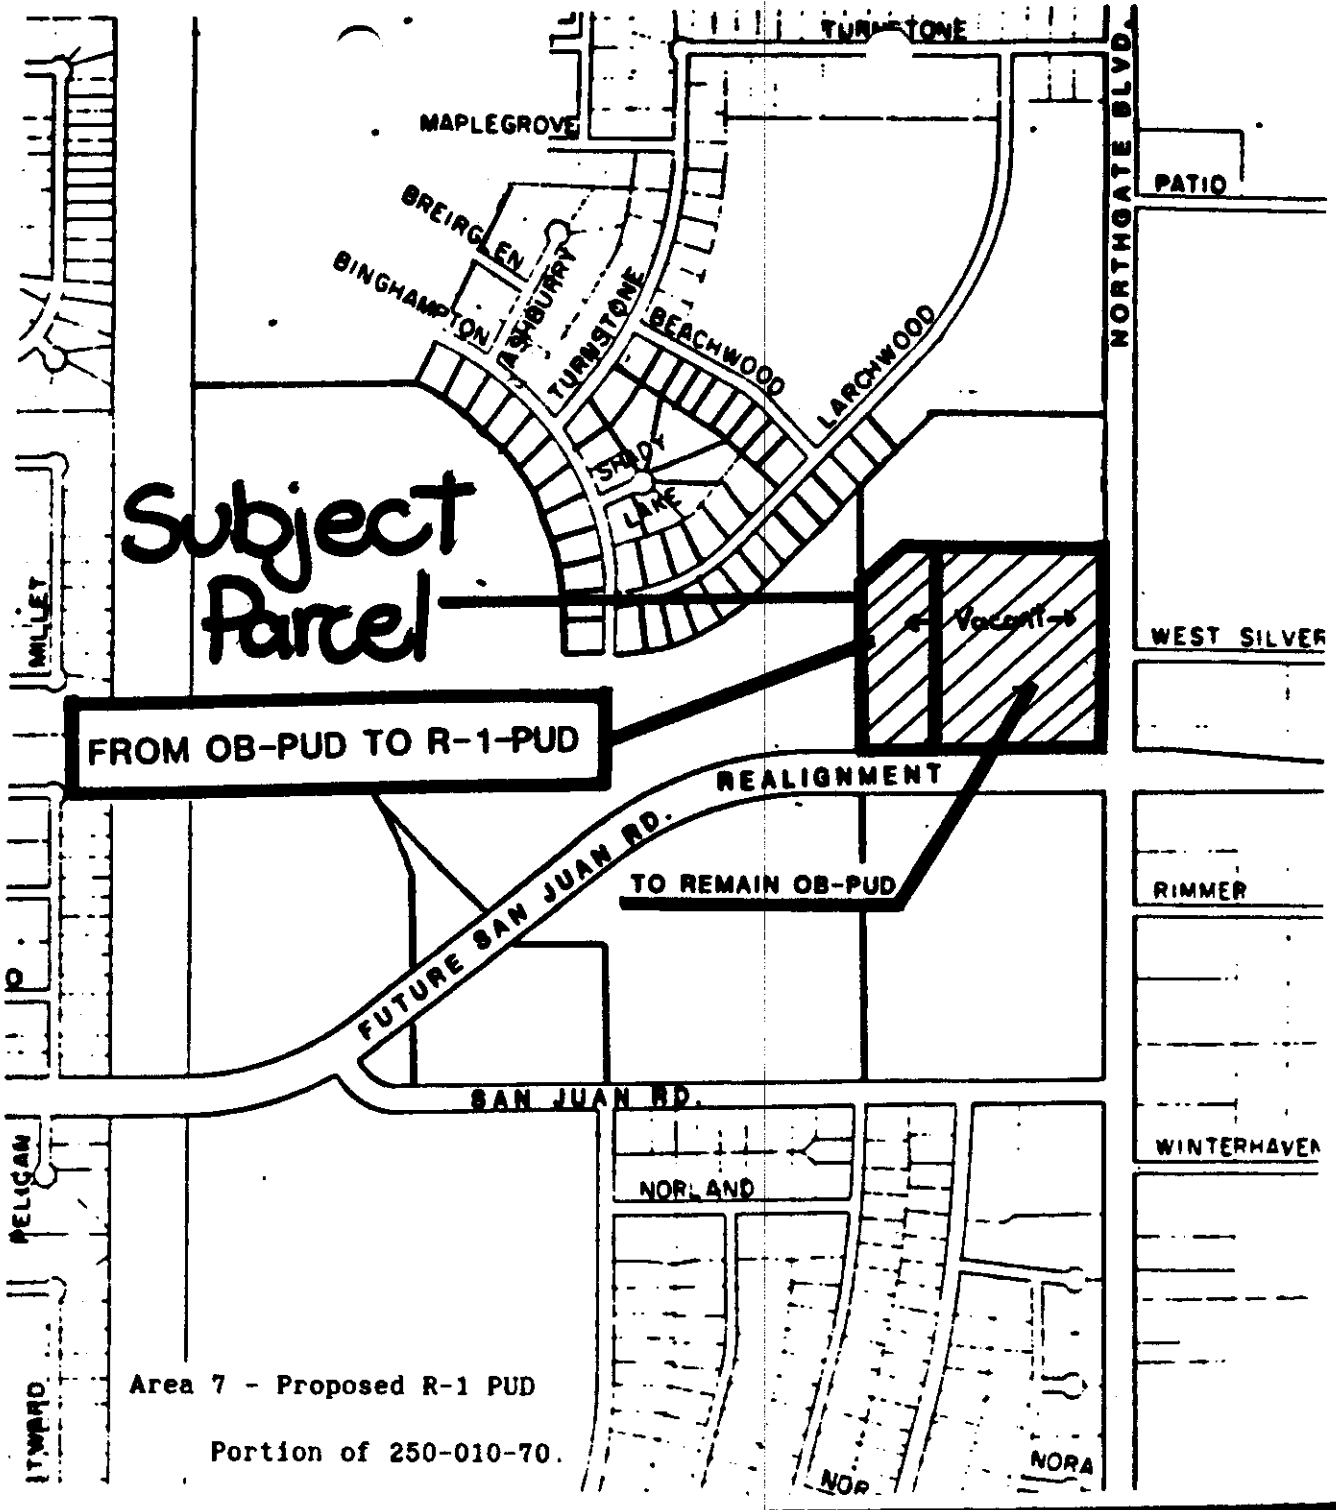 TURNSTONE
NORTHGATE BLVD.
MAPLEGROVE
PATIO
BREIRGLEN
BINGHAMPTON
ASHBURRY
TURNSTONE
BEACHWOOD
LARCHWOOD
SHADY
LAKE
Subject
Parcel
MILLET
← Vacant →
WEST SILVER
FROM OB-PUD TO R-1-PUD
REALIGNMENT
FUTURE SAN JUAN RD.
TO REMAIN OB-PUD
RIMMER
O
SAN JUAN RD.
PELICAN
WINTERHAVEN
NORLAND
Area 7 - Proposed R-1 PUD
Portion of 250-010-70.
ITWARD
NOR
NORA